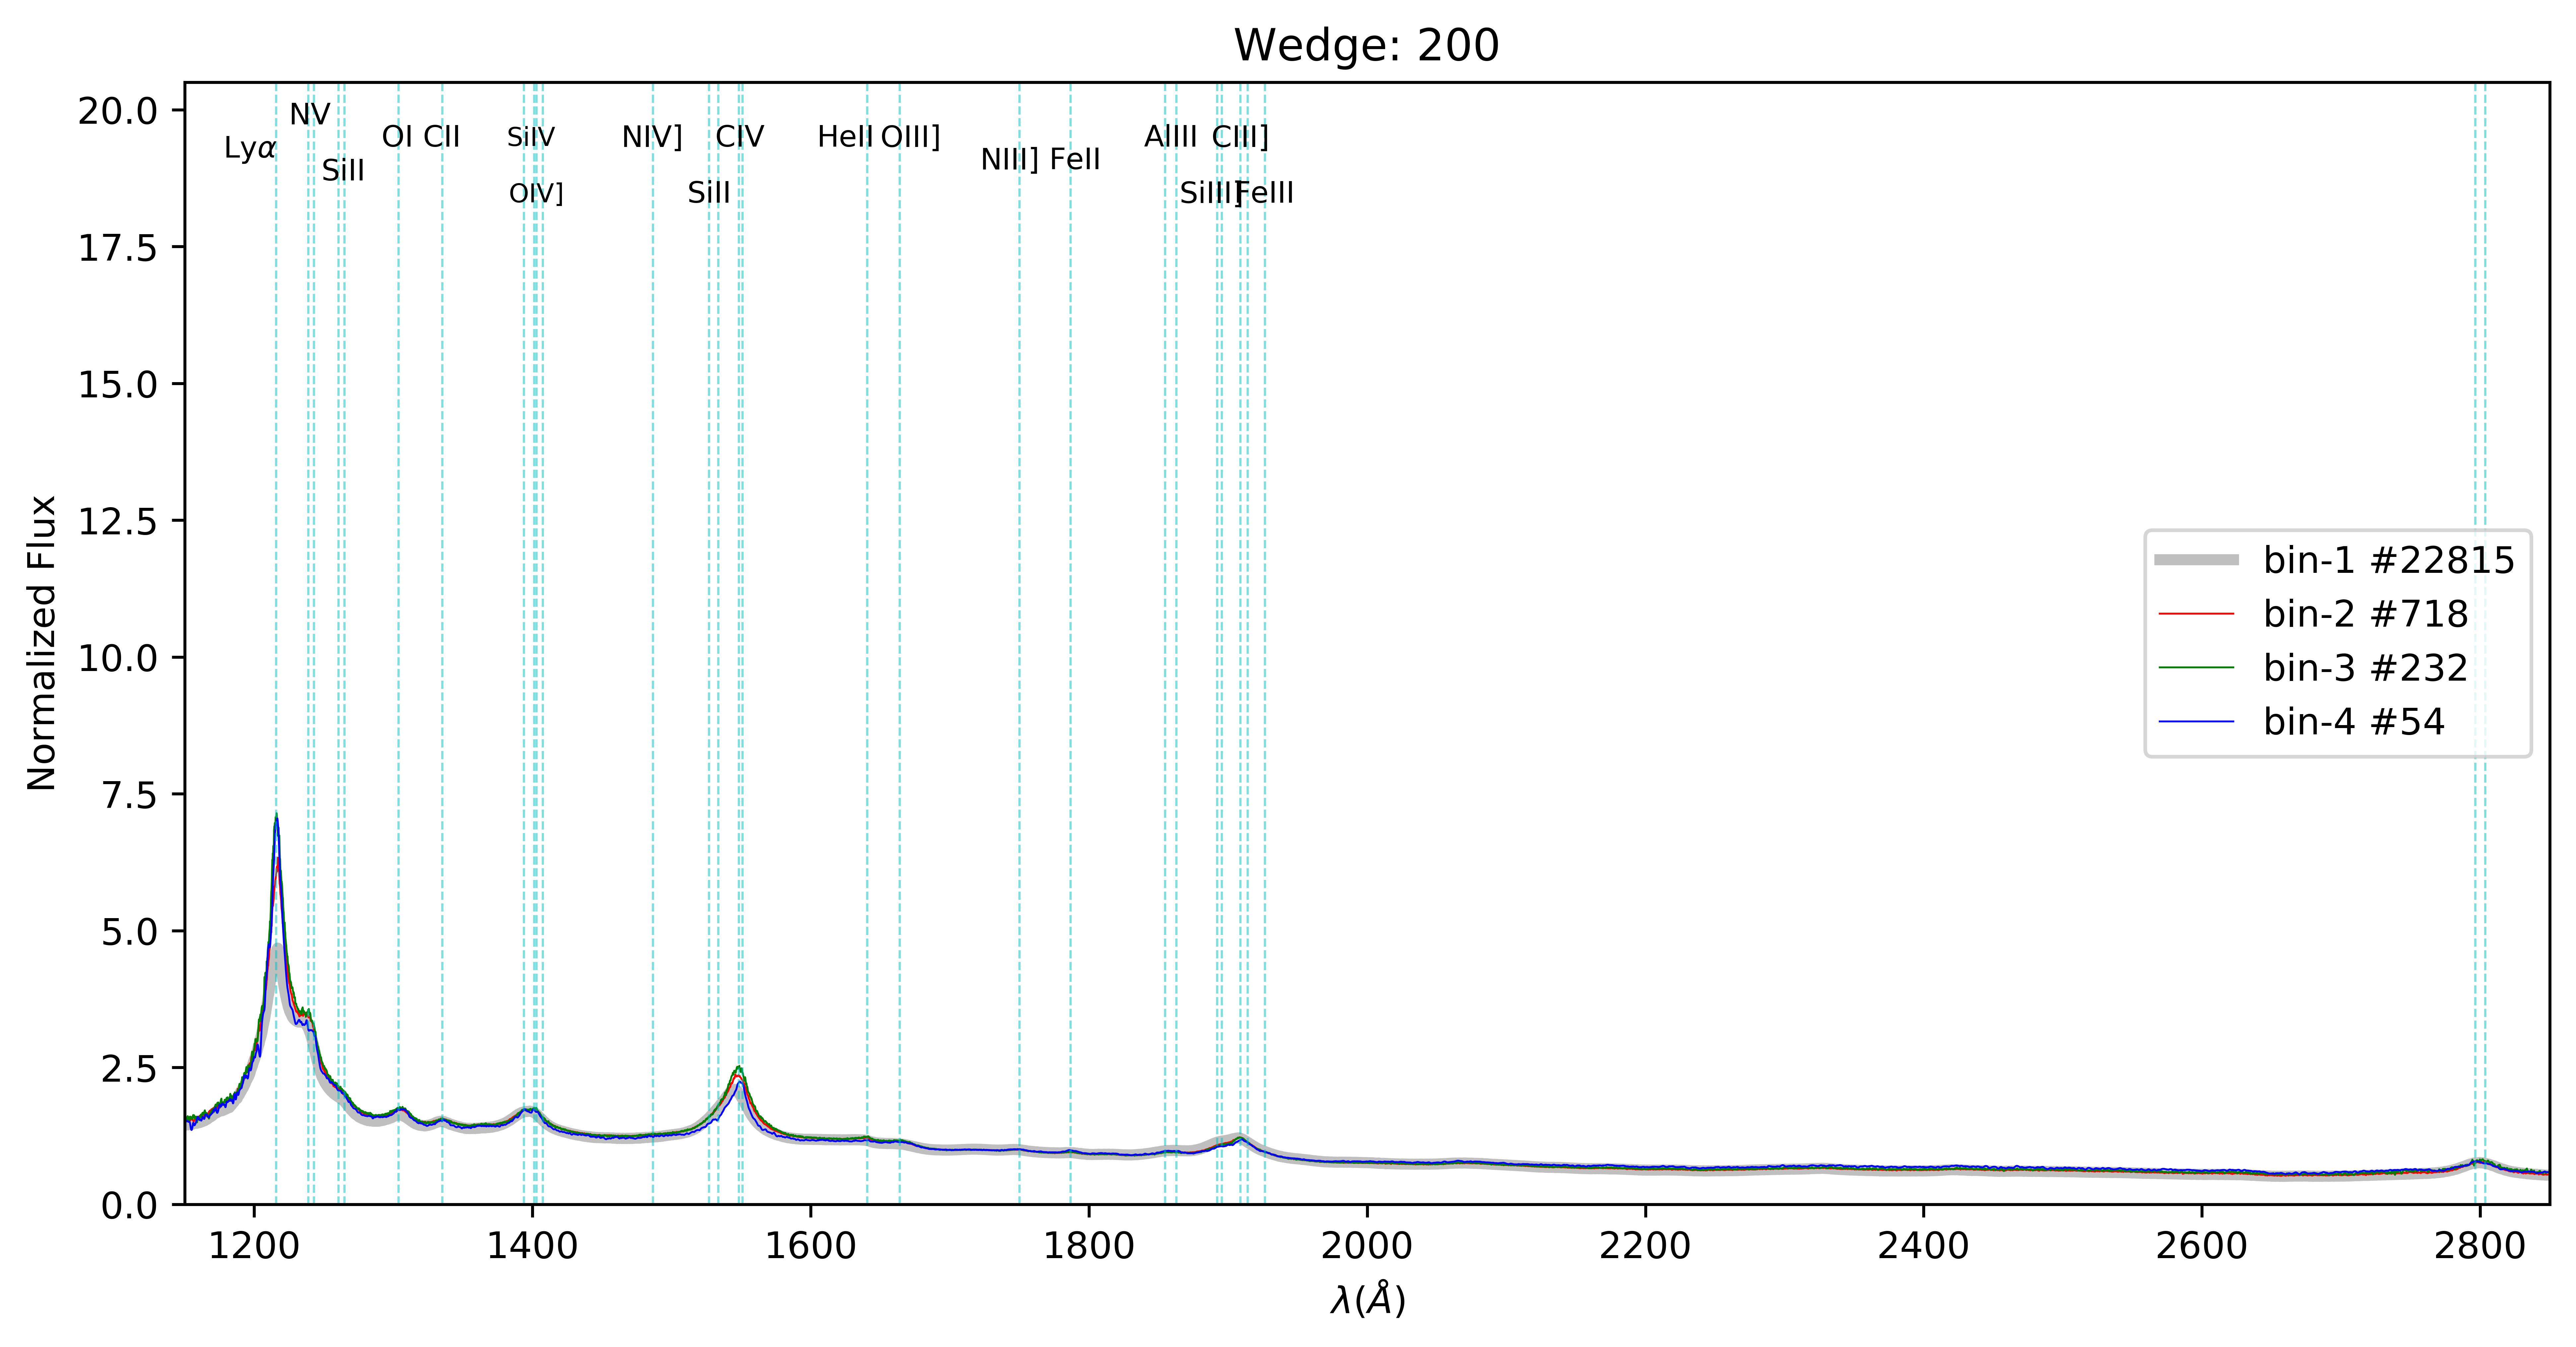 Wedge: 200
20.0
17.5
15.0
12.5
10.0
7.5
5.0
2.5
0.0
Normalized Flux
NV
Lyα
SiII
OI CII
SiIV
OIV]
NIV]
CIV
SiII
HeII OIII]
NIII] FeII
AlIII
CIII]
SiIII]
FeIII
bin-1 #22815
bin-2 #718
bin-3 #232
bin-4 #54
1200
1400
1600
1800
2000
2200
2400
2600
2800
λ(Å)